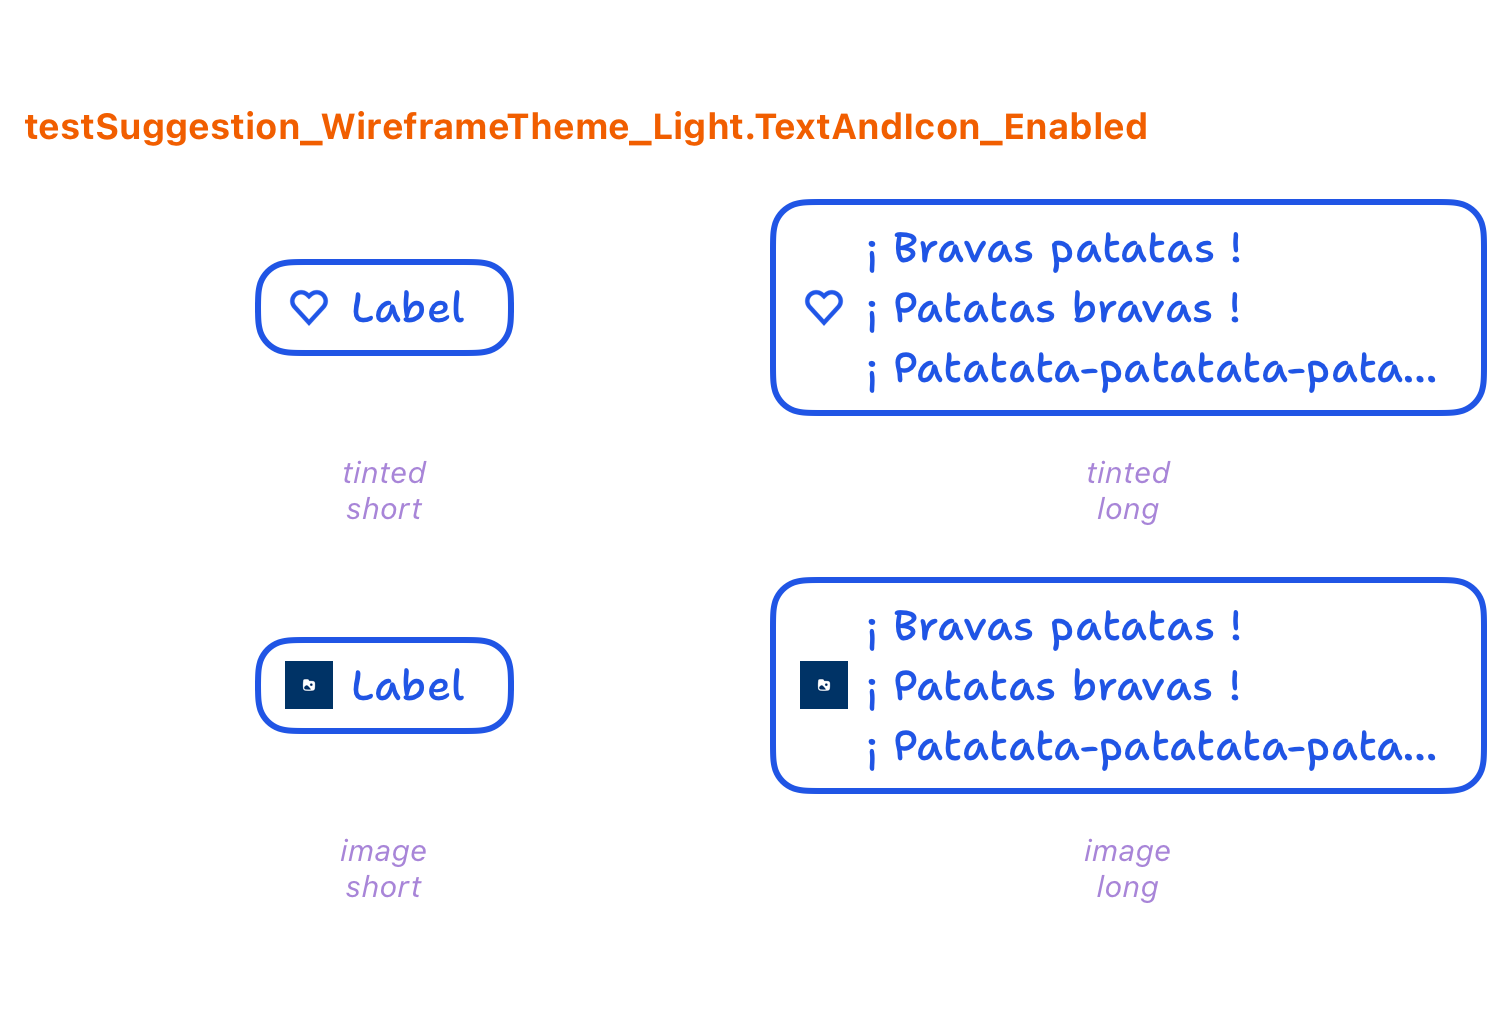 testSuggestion_WireframeTheme_Light.TextAndIcon_Enabled
Label
¡ Bravas patatas !
¡ Patatas bravas !
¡ Patatata-patatata-pata...
tinted
short
tinted
long
Label
¡ Bravas patatas !
¡ Patatas bravas !
¡ Patatata-patatata-pata...
image
short
image
long